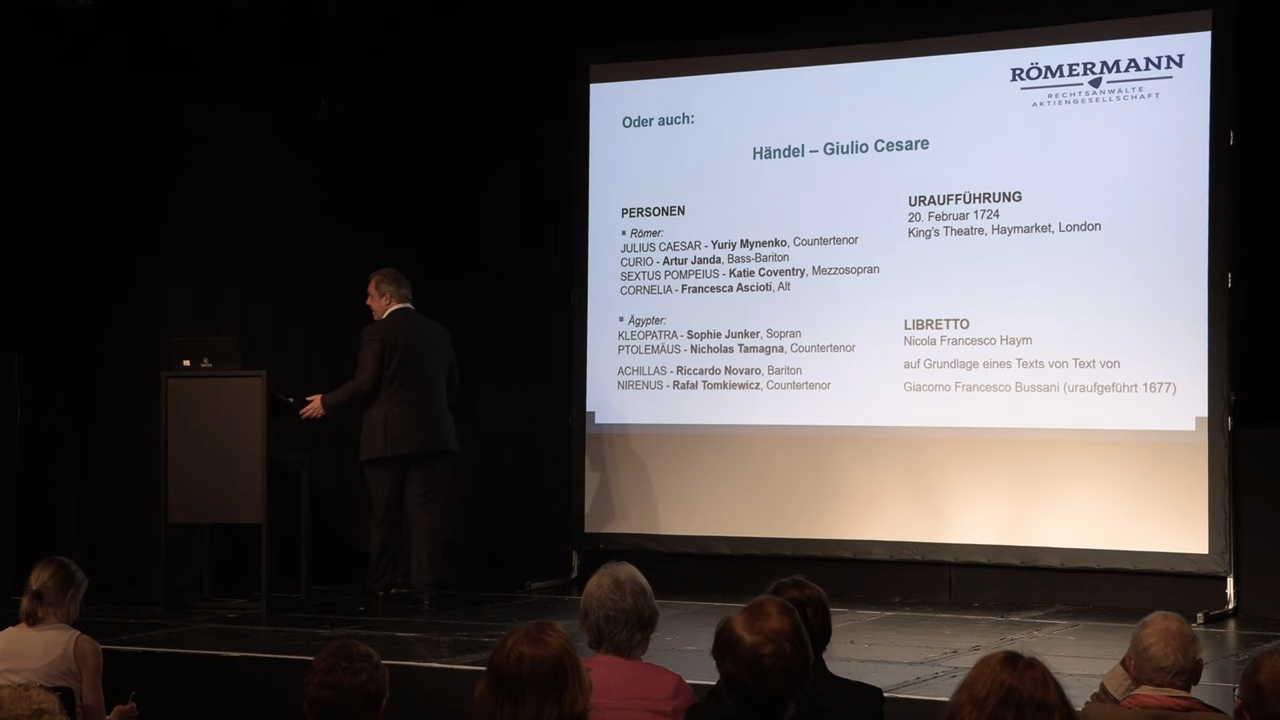 RÖMERMANN
RECHTSANWÄLTE
AKTIENGESELLSCHAFT
Oder auch:
Händel – Giulio Cesare
PERSONEN
▪ Römer:
JULIUS CAESAR - Yuriy Mynenko, Countertenor
CURIO - Artur Janda, Bass-Bariton
SEXTUS POMPEIUS - Katie Coventry, Mezzosopran
CORNELIA - Francesca Ascioti, Alt
▪ Ägypter:
KLEOPATRA - Sophie Junker, Sopran
PTOLEMÄUS - Nicholas Tamagna, Countertenor
ACHILLAS - Riccardo Novaro, Bariton
NIRENUS - Rafał Tomkiewicz, Countertenor
URAUFFÜHRUNG
20. Februar 1724
King's Theatre, Haymarket, London
LIBRETTO
Nicola Francesco Haym
auf Grundlage eines Texts von Text von
Giacomo Francesco Bussani (uraufgeführt 1677)